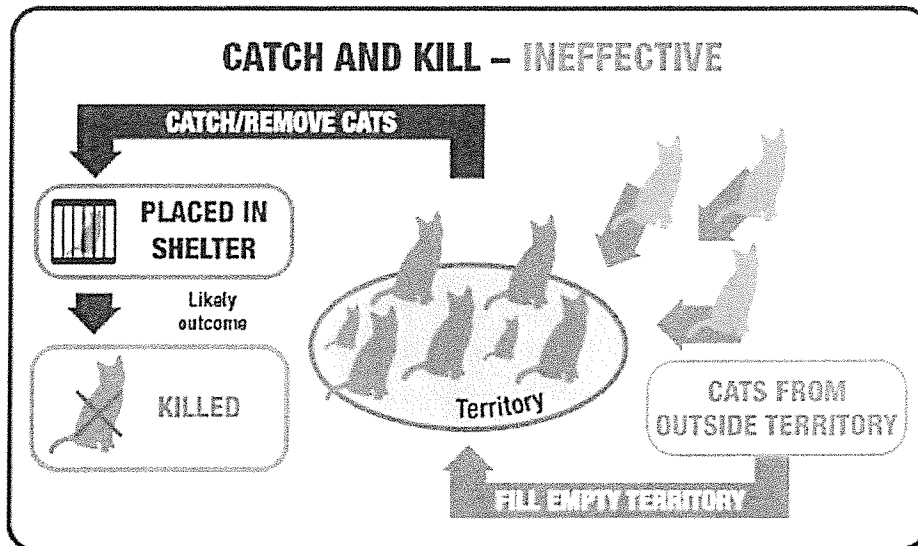 CATCH AND KILL – INEFFECTIVE
CATCH/REMOVE CATS
PLACED IN
SHELTER
Likely
outcome
KILLED
Territory
CATS FROM
OUTSIDE TERRITORY
FILL EMPTY TERRITORY